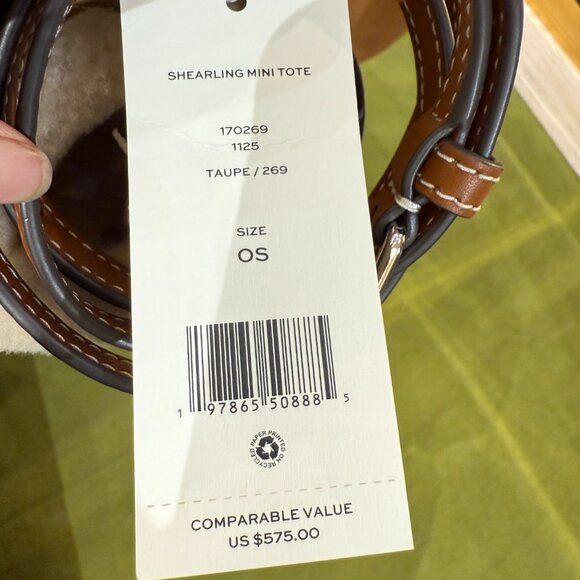 SHEARLING MINI TOTE
170269
1125
TAUPE / 269
SIZE
OS
1 97865 50888 5
PRINTED ON RECYCLED PAPER
COMPARABLE VALUE
US $575.00